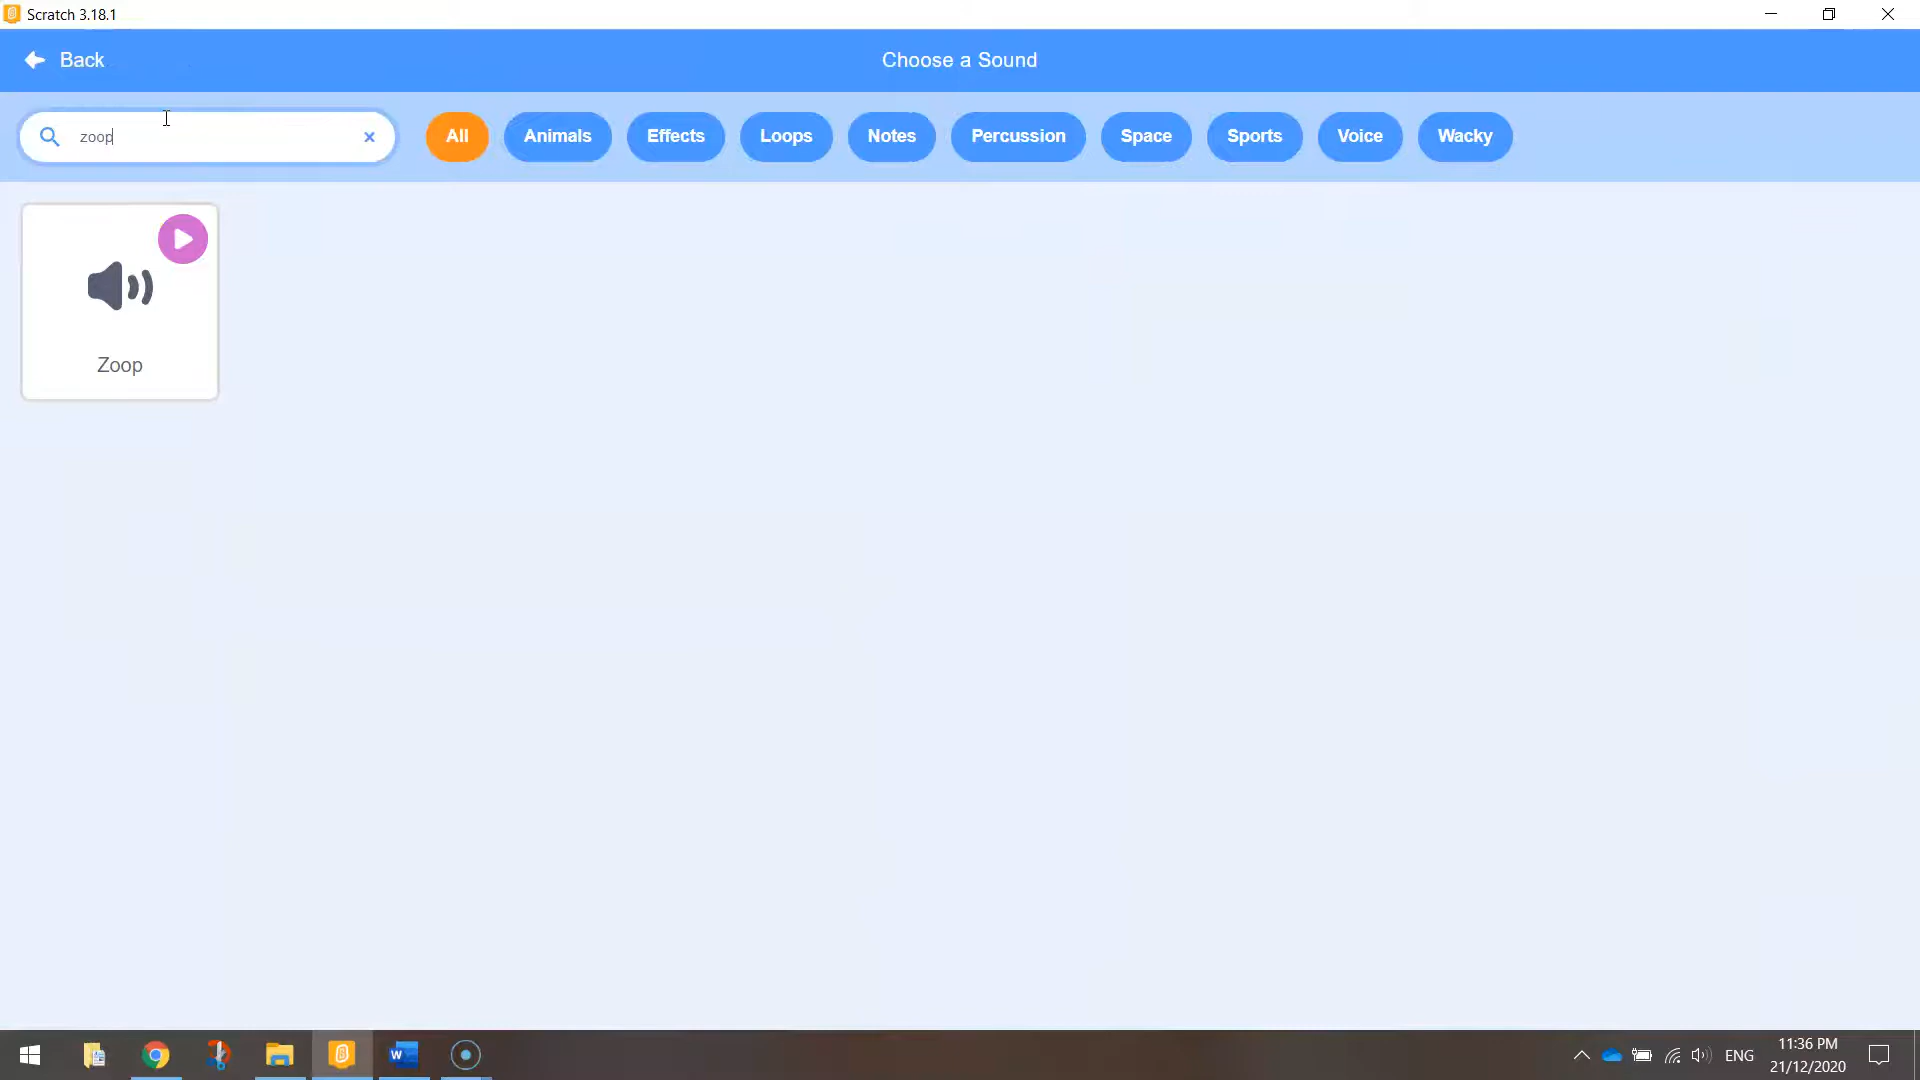 Scratch 3.18.1
Back
Choose a Sound
zoop
All
Animals
Effects
Loops
Notes
Percussion
Space
Sports
Voice
Wacky
Zoop
ENG
11:36 PM
21/12/2020